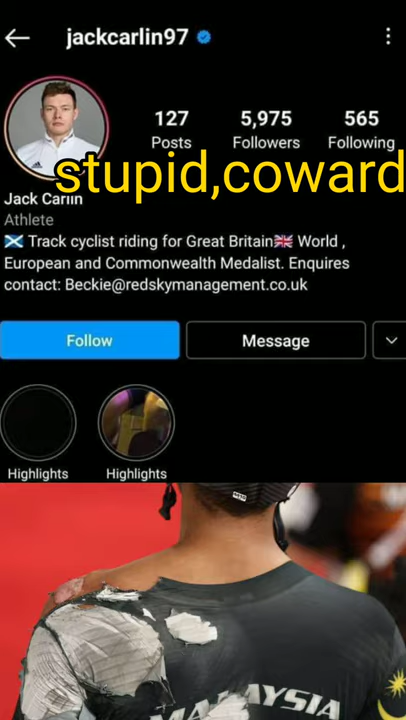 jackcarlin97
127
5,975
565
Posts
Followers
Following
stupid,coward
Jack Carlin
Athlete
🏴󠁧󠁢󠁳󠁣󠁴󠁿 Track cyclist riding for Great Britain🇬🇧 World ,
European and Commonwealth Medalist. Enquires
contact: Beckie@redskymanagement.co.uk
Follow
Message
Highlights
Highlights
MALAYSIA